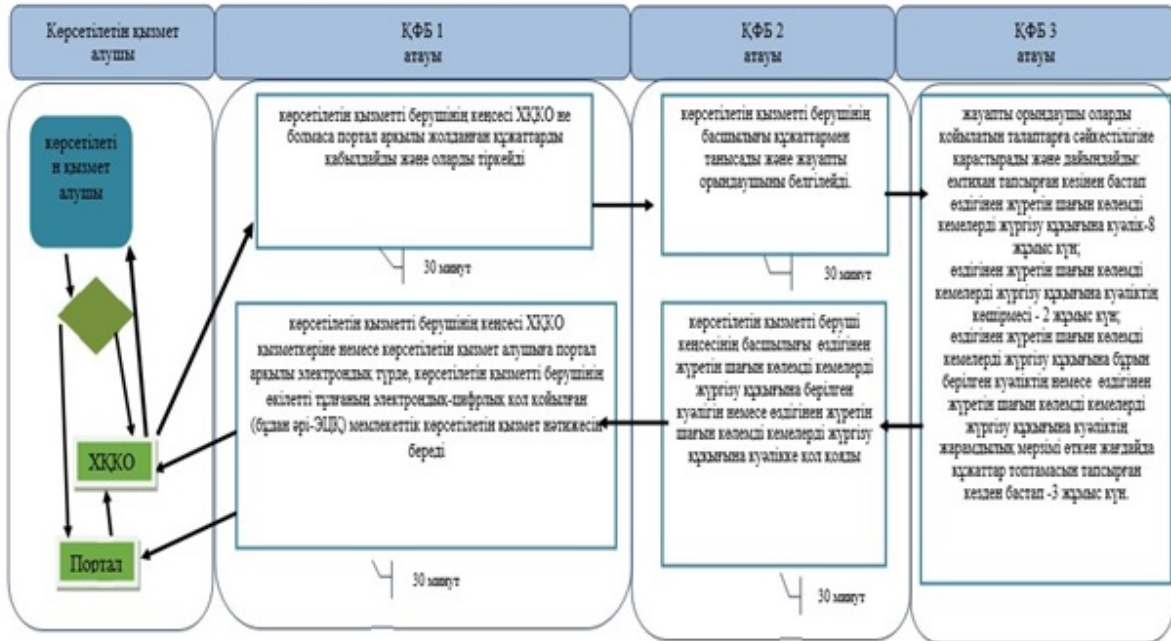 Көрсетілетін қызмет
алушы
ҚФБ 1
атауы
ҚФБ 2
атауы
ҚФБ 3
атауы
көрсетілеті
н қызмет
алушы
ХҚКО
Портал
көрсетілетін қызметті берушінің кеңсесі ХҚКО не
болмаса портал арқылы жолданған құжаттарды
қабылдайды және оларды тіркейді
30 минут
көрсетілетін қызметті берушінің кеңсесі ХҚКО
қызметкеріне немесе көрсетілетін қызмет алушыға портал
арқылы электрондық түрде, көрсетілетін қызметті берушінің
өкілетті тұлғаның электрондық-цифрлық қол қойылған
(бұдан әрі-ЭЦҚ) мемлекеттік көрсетілетін қызмет нәтижесін
береді
30 минут
көрсетілетін қызметті берушінің
басшылығы құжаттармен
танысады және жауапты
орындаушыны белгілейді.
30 минут
көрсетілетін қызметті беруші
кеңсесінің басшылығы өздігінен
жүретін шағын көлемді кемелерді
жүргізу құқығына берілген
куәлігін немесе өздігінен жүретін
шағын көлемді кемелерді жүргізу
құқығына куәлікке қол қояды
30 минут
жауапты орындаушы оларды
қойылатын талаптарға сәйкестілігіне
қарастырады және дайындайды:
емтихан тапсырған кезінен бастап
өздігінен жүретін шағын көлемді
кемелерді жүргізу құқығына куәлік-8
жұмыс күн;
өздігінен жүретін шағын көлемді
кемелерді жүргізу құқығына куәліктің
көшірмесі - 2 жұмыс күн;
өздігінен жүретін шағын көлемді
кемелерді жүргізу құқығына бұрын
берілген куәліктің немесе өздігінен
жүретін шағын көлемді кемелерді
жүргізу құқығына куәліктің
жарамдылық мерзімі өткен жағдайда
құжаттар топтамасын тапсырған
кезден бастап -3 жұмыс күн.